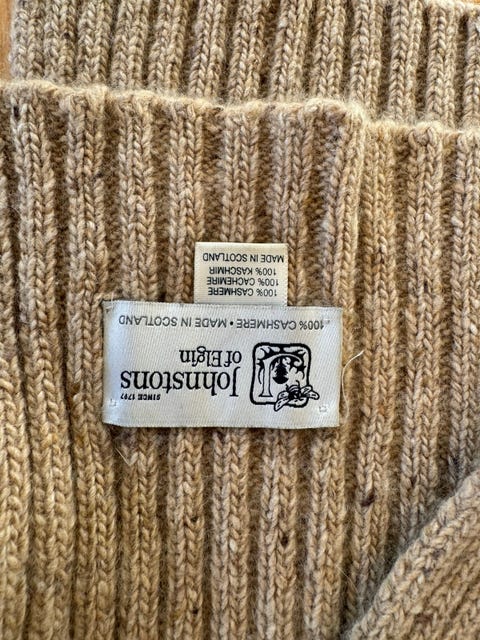 Johnstons
of Elgin
SINCE 1797
100% CASHMERE • MADE IN SCOTLAND
100% CASHMERE
100% CACHEMIRE
100% KASCHMIR
MADE IN SCOTLAND